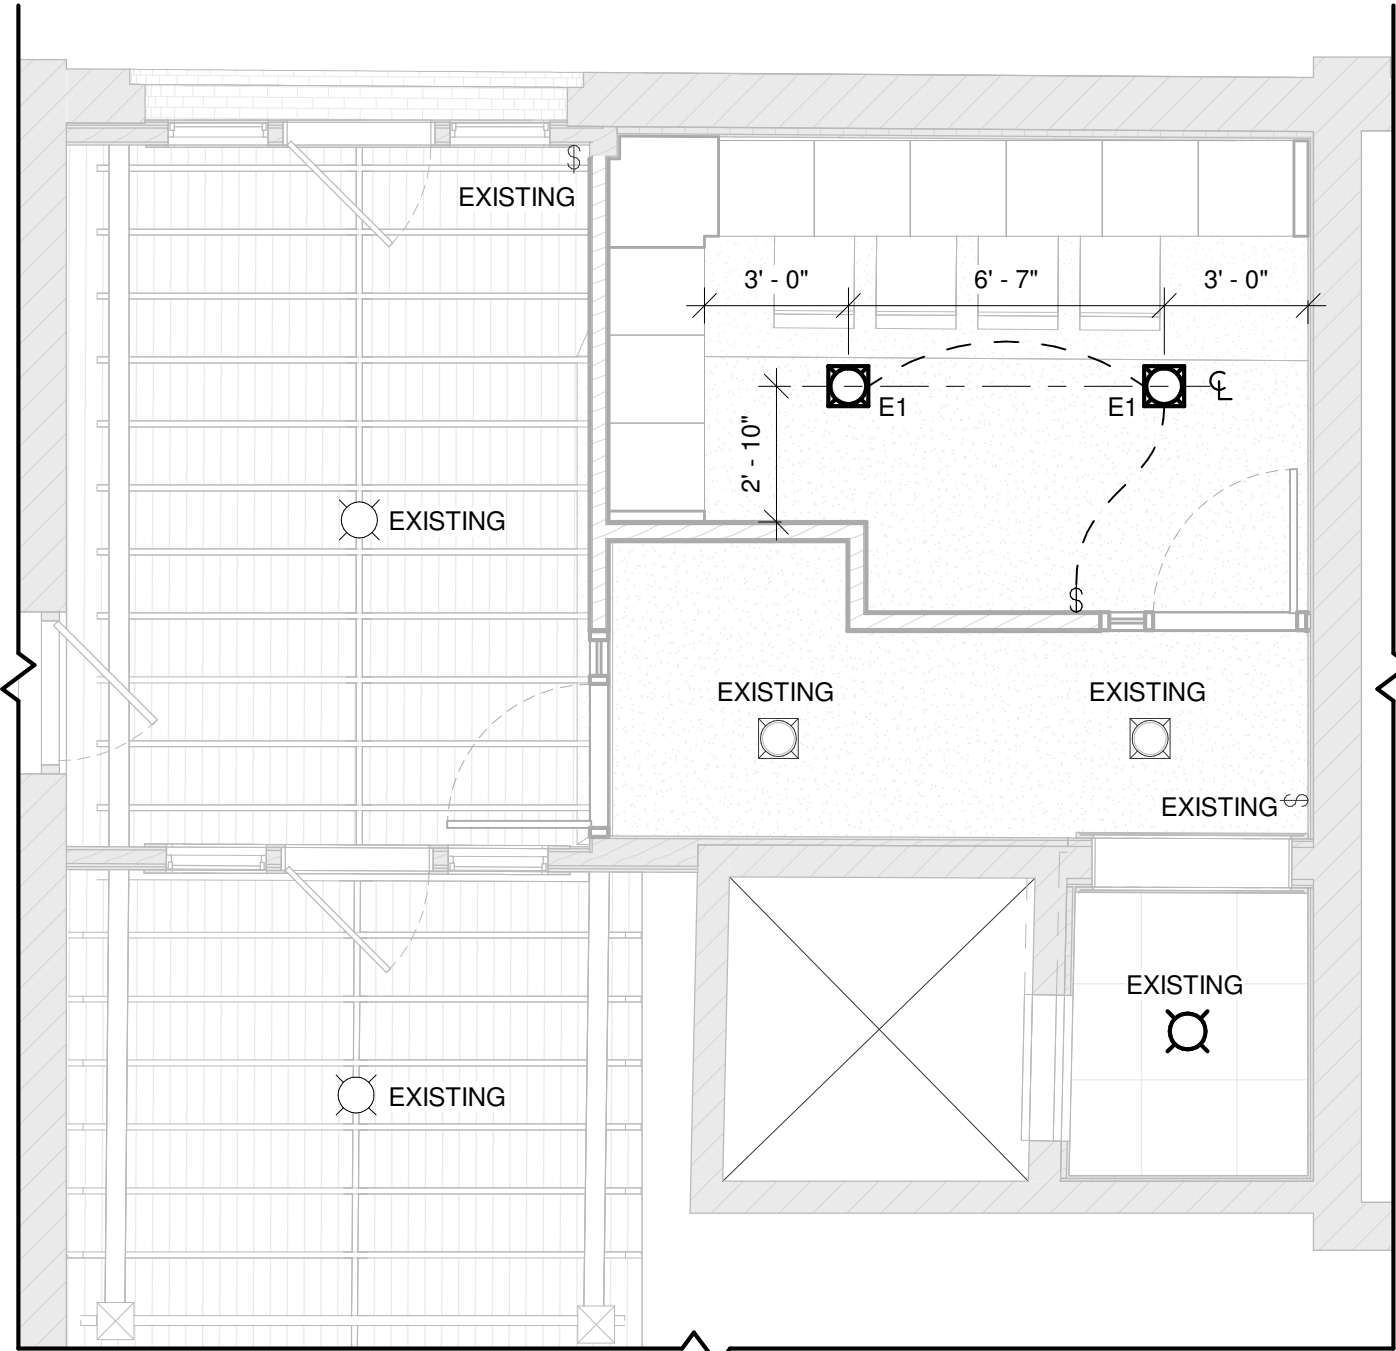 $
EXISTING
3' - 0"
6' - 7"
3' - 0"
E1
E1
℄
2' - 10"
EXISTING
$
EXISTING
EXISTING
EXISTING
$
EXISTING
EXISTING